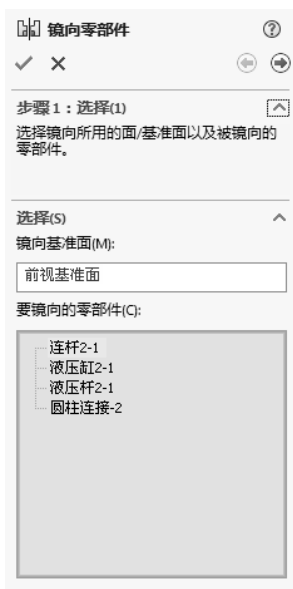 镜向零部件
步骤1：选择(1)
选择镜向所用的面/基准面以及被镜向的
零部件。
选择(S)
镜向基准面(M):
前视基准面
要镜向的零部件(C):
连杆2-1
液压缸2-1
液压杆2-1
圆柱连接-2